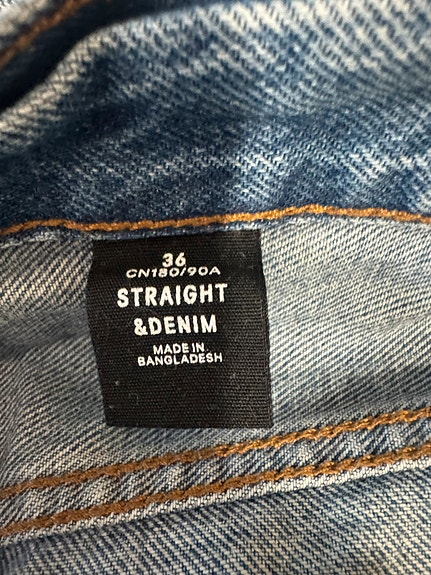 36
CN180/90A
STRAIGHT
&DENIM
MADE IN
BANGLADESH